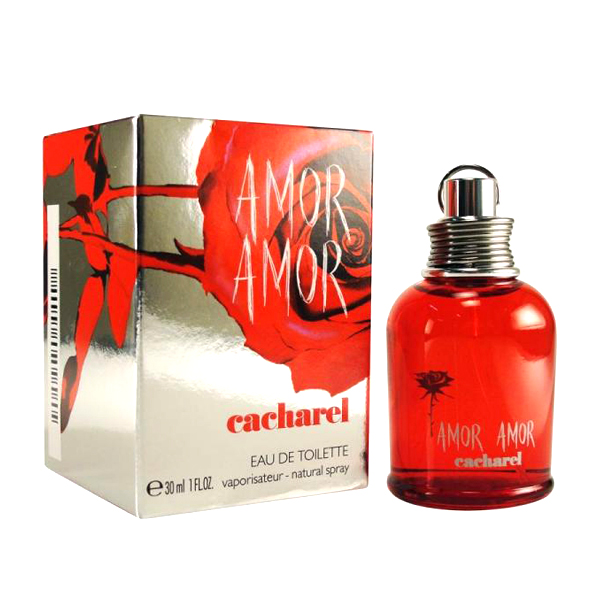 AMOR
AMOR
cacharel
EAU DE TOILETTE
vaporisateur - natural spray
℮ 30 ml 1 FL.OZ.
AMOR AMOR
cacharel